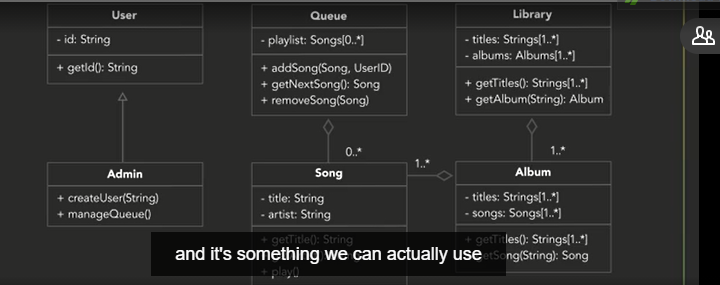 User
- id: String
+ getId(): String
Queue
- playlist: Songs[0..*]
+ addSong(Song, UserID)
+ getNextSong(): Song
+ removeSong(Song)
Library
- titles: Strings[1..*]
- albums: Albums[1..*]
+ getTitles(): Strings[1..*]
+ getAlbum(String): Album
0..*
1..*
1..*
Admin
+ createUser(String)
+ manageQueue()
Song
- title: String
- artist: String
+ getTitle(): String
+ play()
Album
- titles: Strings[1..*]
- songs: Songs[1..*]
+ getTitles(): Strings[1..*]
+ getSong(String): Song
and it's something we can actually use